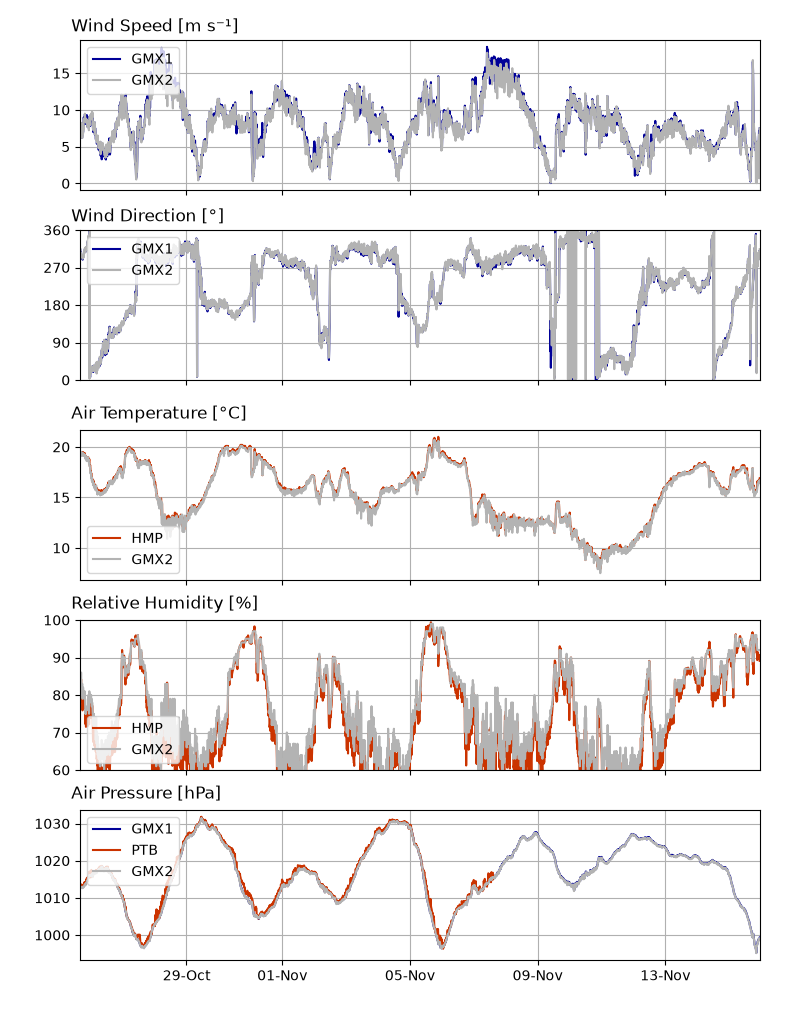 Wind Speed [m s⁻¹]
15
10
5
0
GMX1
GMX2
Wind Direction [°]
360
270
180
90
0
GMX1
GMX2
Air Temperature [°C]
20
15
10
HMP
GMX2
Relative Humidity [%]
100
90
80
70
60
HMP
GMX2
Air Pressure [hPa]
1030
1020
1010
1000
GMX1
PTB
GMX2
29-Oct 01-Nov 05-Nov 09-Nov 13-Nov